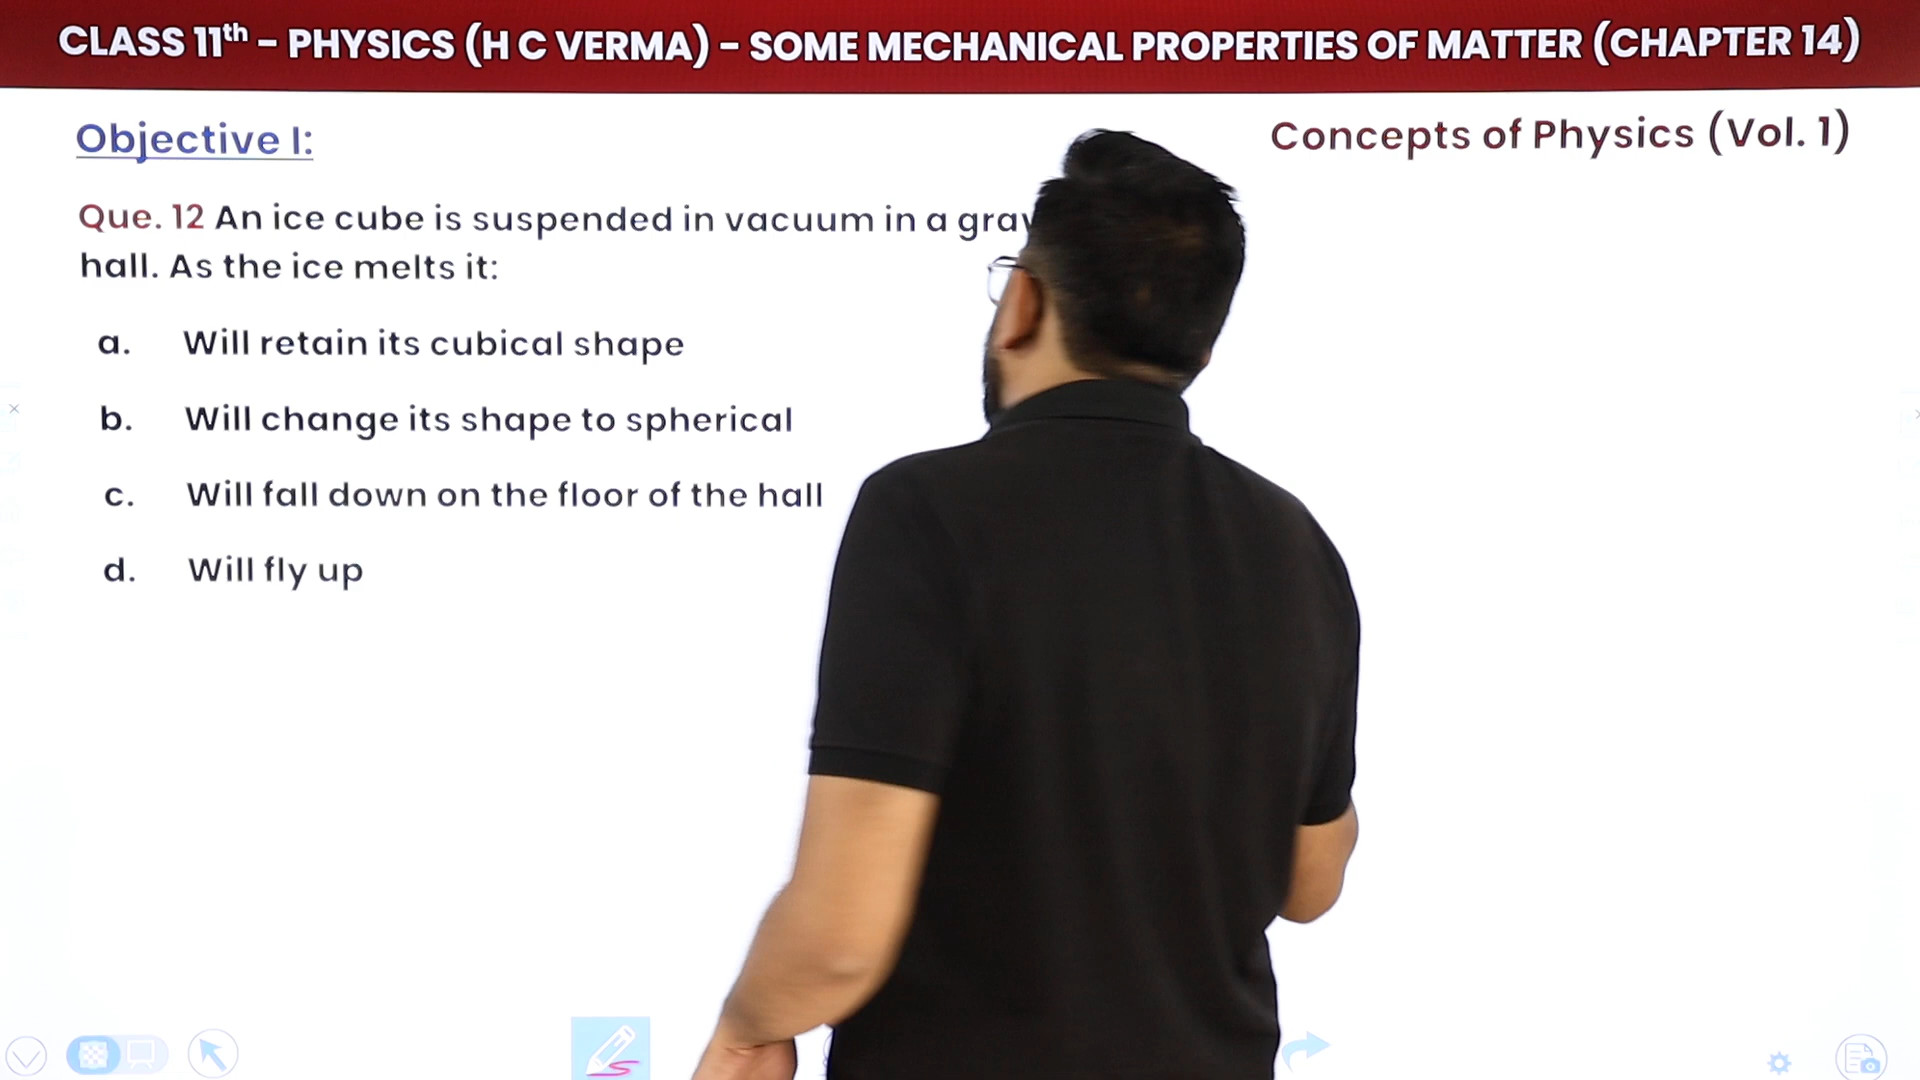 CLASS 11th - PHYSICS (H C VERMA) - SOME MECHANICAL PROPERTIES OF MATTER (CHAPTER 14)
Objective I:
Concepts of Physics (Vol. 1)
Que. 12 An ice cube is suspended in vacuum in a
hall. As the ice melts it:
a. Will retain its cubical shape
b. Will change its shape to spherical
c. Will fall down on the floor of the hall
d. Will fly up